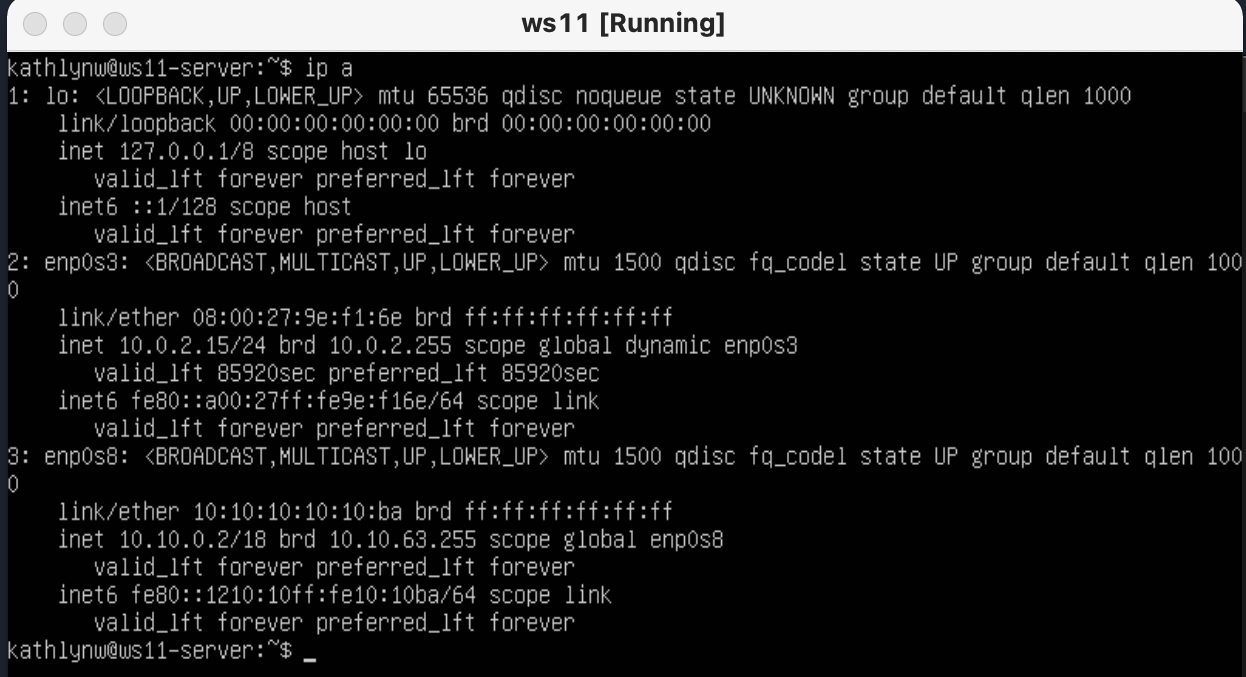 ws11 [Running]
kathlynw@ws11-server:~$ ip a
1: lo: <LOOPBACK,UP,LOWER_UP> mtu 65536 qdisc noqueue state UNKNOWN group default qlen 1000
    link/loopback 00:00:00:00:00:00 brd 00:00:00:00:00:00
    inet 127.0.0.1/8 scope host lo
       valid_lft forever preferred_lft forever
    inet6 ::1/128 scope host
       valid_lft forever preferred_lft forever
2: enp0s3: <BROADCAST,MULTICAST,UP,LOWER_UP> mtu 1500 qdisc fq_codel state UP group default qlen 100
0
    link/ether 08:00:27:9e:f1:6e brd ff:ff:ff:ff:ff:ff
    inet 10.0.2.15/24 brd 10.0.2.255 scope global dynamic enp0s3
       valid_lft 85920sec preferred_lft 85920sec
    inet6 fe80::a00:27ff:fe9e:f16e/64 scope link
       valid_lft forever preferred_lft forever
3: enp0s8: <BROADCAST,MULTICAST,UP,LOWER_UP> mtu 1500 qdisc fq_codel state UP group default qlen 100
0
    link/ether 10:10:10:10:10:ba brd ff:ff:ff:ff:ff:ff
    inet 10.10.0.2/18 brd 10.10.63.255 scope global enp0s8
       valid_lft forever preferred_lft forever
    inet6 fe80::1210:10ff:fe10:10ba/64 scope link
       valid_lft forever preferred_lft forever
kathlynw@ws11-server:~$ _